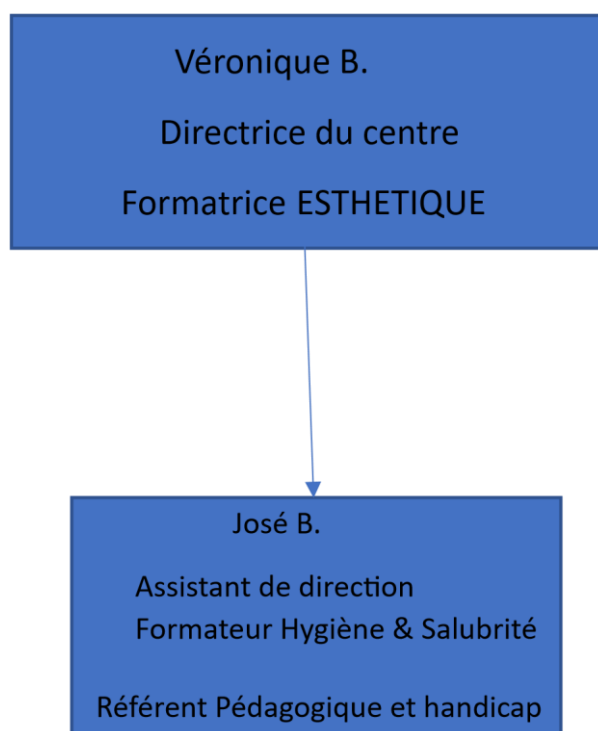 Véronique B.
Directrice du centre
Formatrice ESTHETIQUE
José B.
Assistant de direction
Formateur Hygiène & Salubrité
Référent Pédagogique et handicap